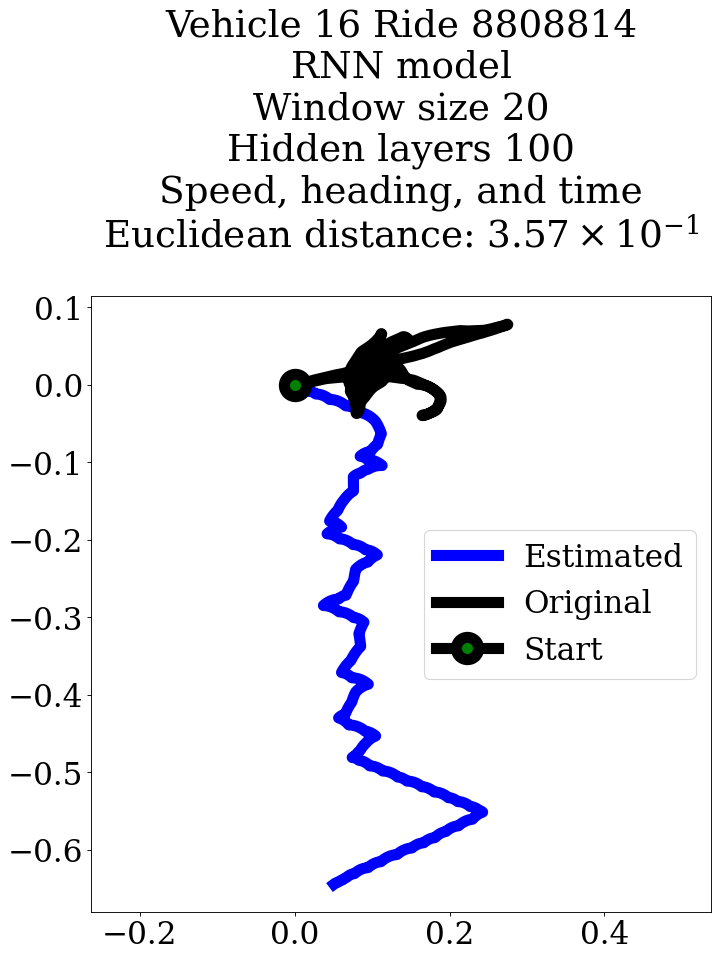 Vehicle 16 Ride 8808814
RNN model
Window size 20
Hidden layers 100
Speed, heading, and time
Euclidean distance: 3.57 × 10⁻¹
0.1
0.0
−0.1
−0.2
−0.3
−0.4
−0.5
−0.6
Estimated
Original
Start
−0.2 0.0 0.2 0.4